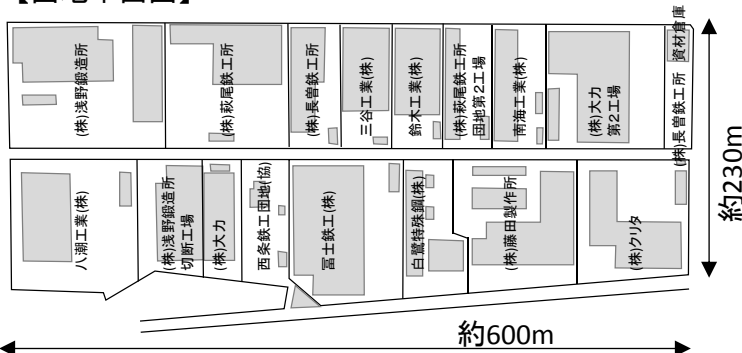 (株)浅野鍛造所
(株)萩尾鉄工所
(株)長曽鉄工所
三谷工業(株)
鈴木工業(株)
(株)萩尾鉄工所
団地第2工場
南海工業(株)
(株)大力
第2工場
(株)長曽鉄工所 資材倉庫
八潮工業(株)
(株)浅野鍛造所
切断工場
(株)大力
西条鉄工団地(協)
冨士鉄工(株)
白鷺特殊鋼(株)
(株)藤田製作所
(株)クリタ
約230m
約600m